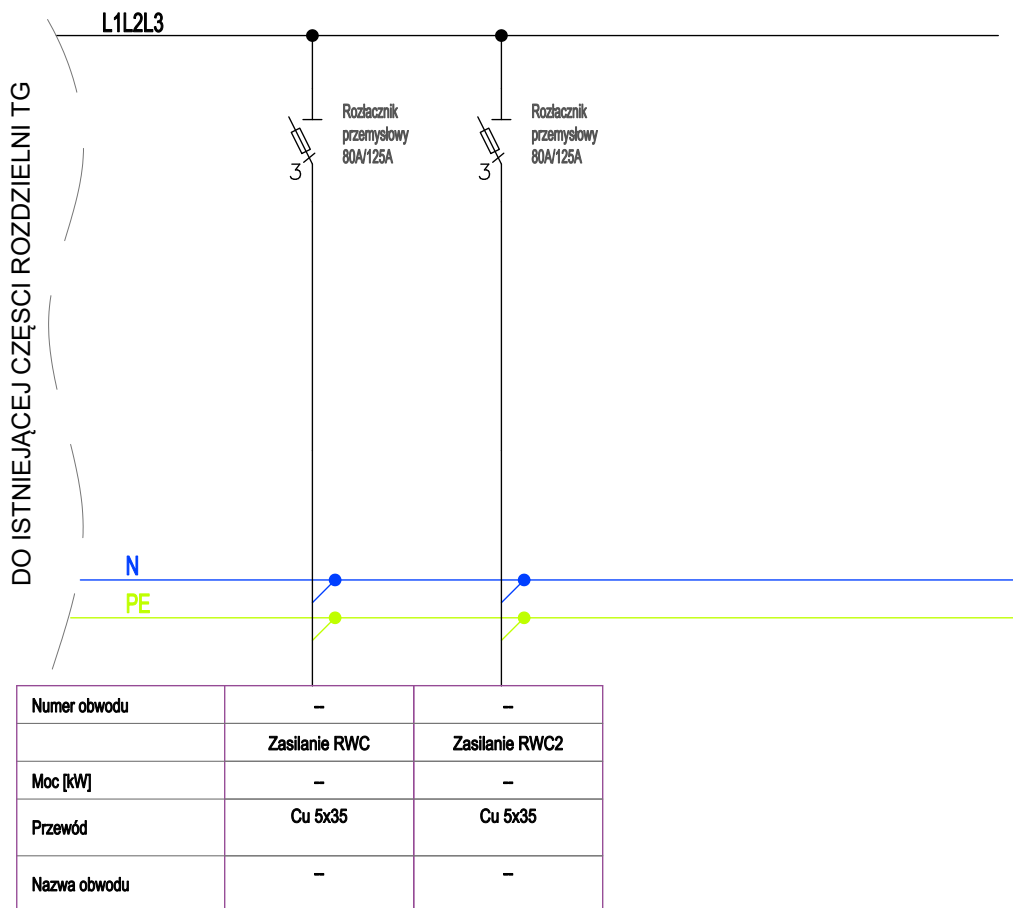 L1L2L3
DO ISTNIEJĄCEJ CZĘSCI ROZDZIELNI TG
Rozłacznik
przemysłowy
80A/125A
3
Rozłacznik
przemysłowy
80A/125A
3
N
PE
Numer obwodu – –
Zasilanie RWC Zasilanie RWC2
Moc [kW] – –
Przewód Cu 5x35 Cu 5x35
Nazwa obwodu – –